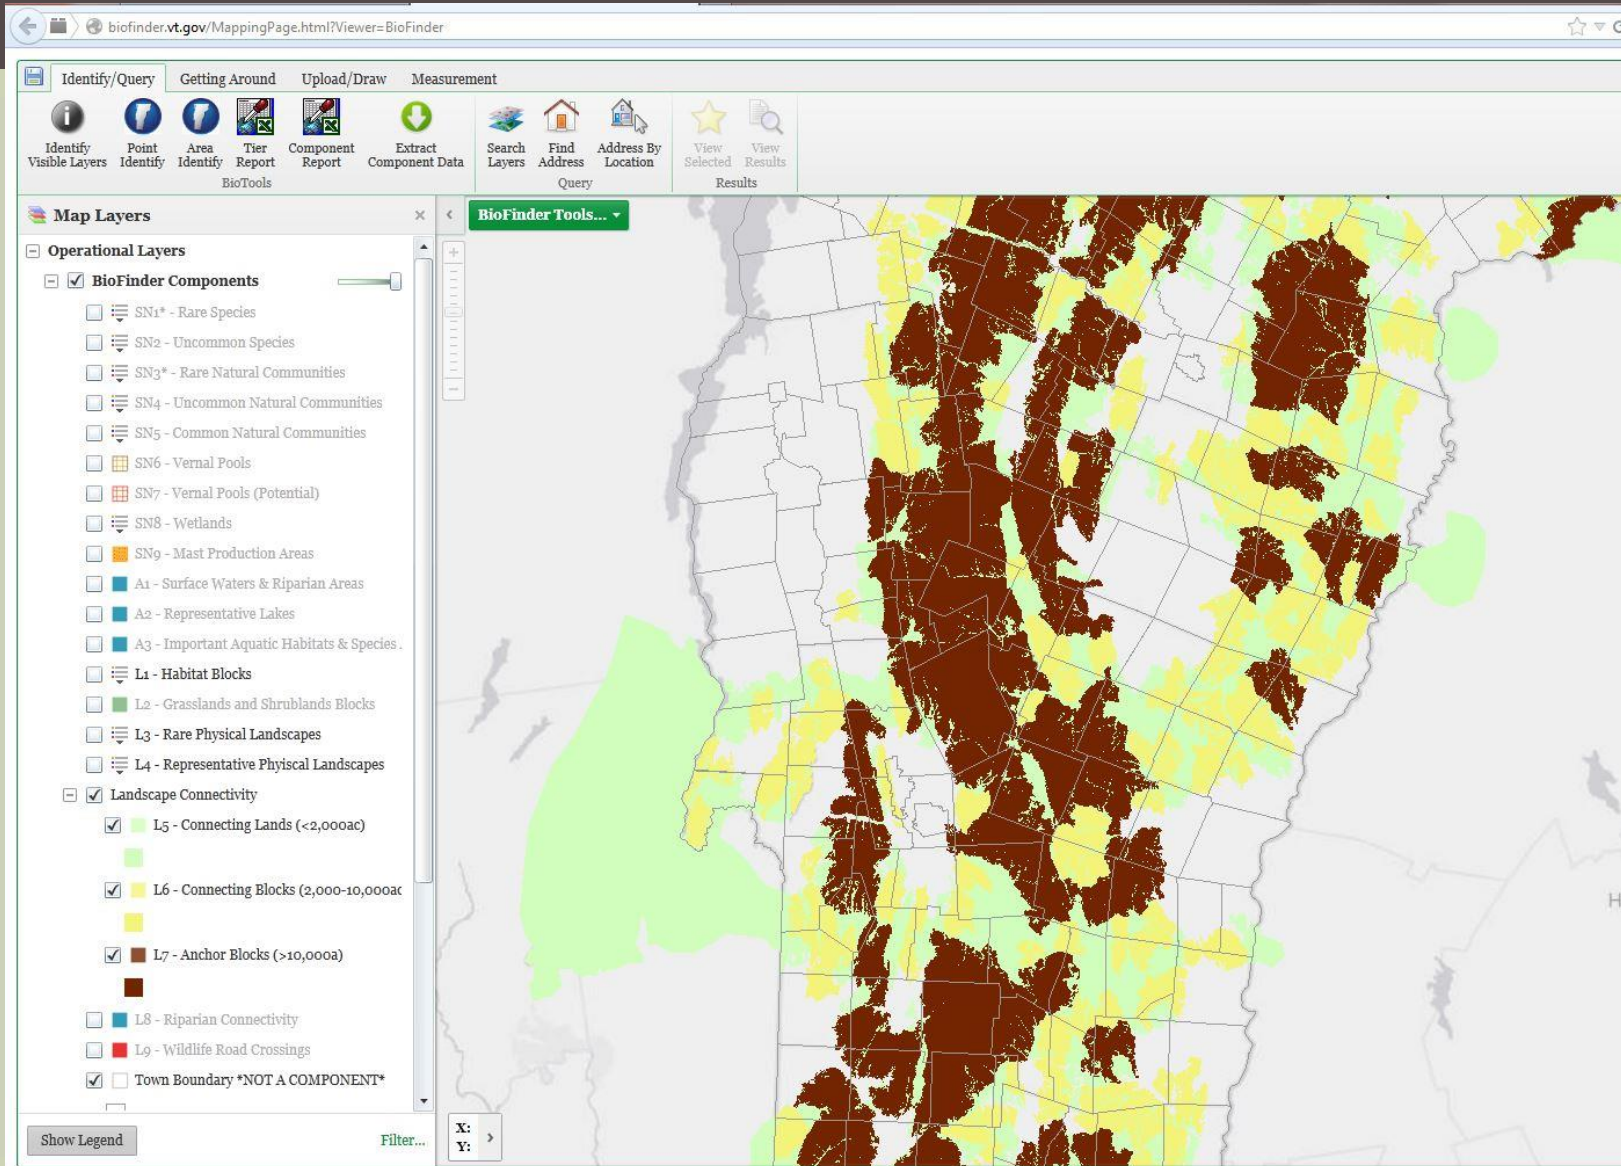 biofinder.vt.gov/MappingPage.html?Viewer=BioFinder
Identify/Query Getting Around Upload/Draw Measurement
Identify
Visible Layers
Point
Identify
Area
Identify
Tier
Report
Component
Report
Extract
Component Data
Search
Layers
Find
Address
Address By
Location
View
Selected
View
Results
BioTools Query Results
Map Layers
BioFinder Tools...
Operational Layers
BioFinder Components
SN1* - Rare Species
SN2 - Uncommon Species
SN3* - Rare Natural Communities
SN4 - Uncommon Natural Communities
SN5 - Common Natural Communities
SN6 - Vernal Pools
SN7 - Vernal Pools (Potential)
SN8 - Wetlands
SN9 - Mast Production Areas
A1 - Surface Waters & Riparian Areas
A2 - Representative Lakes
A3 - Important Aquatic Habitats & Species .
L1 - Habitat Blocks
L2 - Grasslands and Shrublands Blocks
L3 - Rare Physical Landscapes
L4 - Representative Phyiscal Landscapes
Landscape Connectivity
L5 - Connecting Lands (<2,000ac)
L6 - Connecting Blocks (2,000-10,000ac
L7 - Anchor Blocks (>10,000a)
L8 - Riparian Connectivity
L9 - Wildlife Road Crossings
Town Boundary *NOT A COMPONENT*
Show Legend Filter...
X:
Y:
H